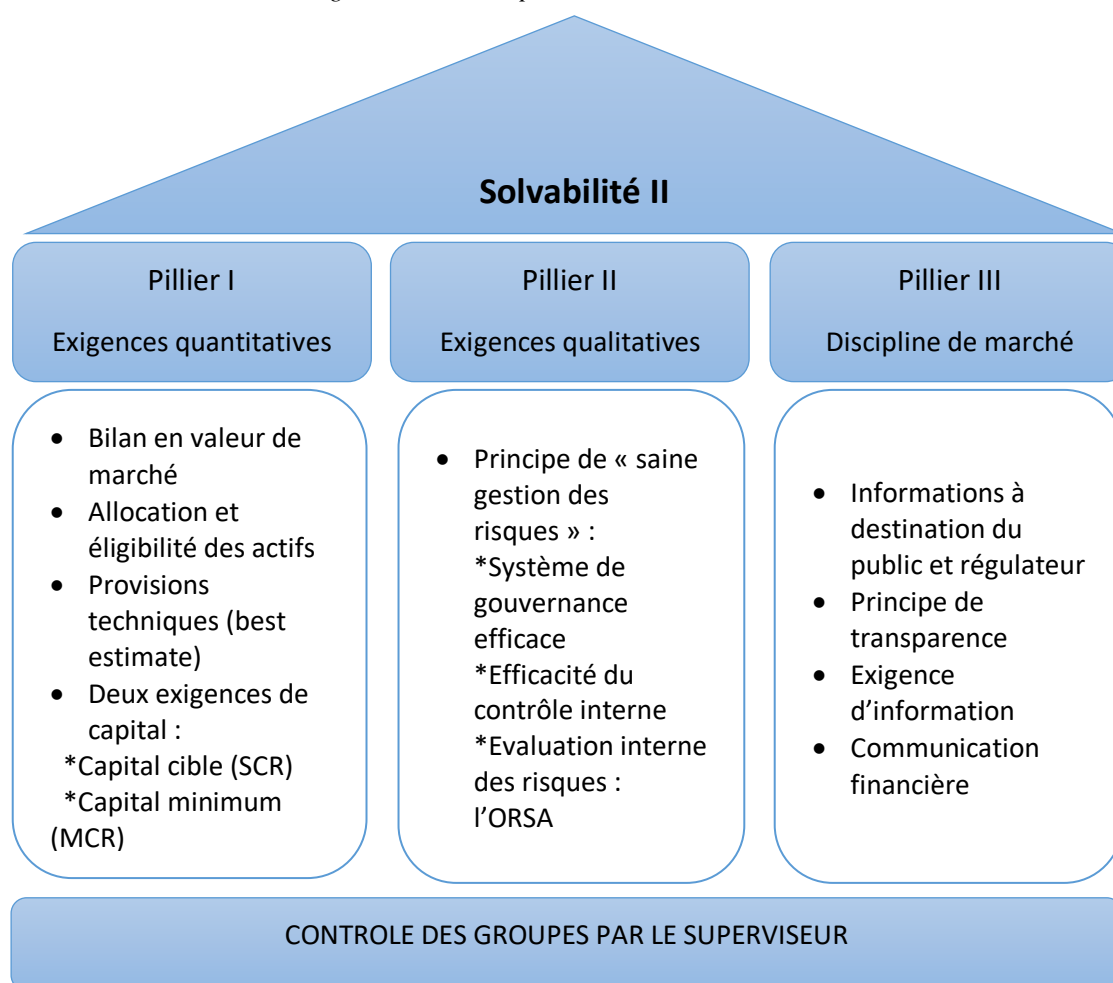 Solvabilité II
Pillier I
Exigences quantitatives
• Bilan en valeur de
marché
• Allocation et
éligibilité des actifs
• Provisions
techniques (best
estimate)
• Deux exigences de
capital :
*Capital cible (SCR)
*Capital minimum
(MCR)
Pillier II
Exigences qualitatives
• Principe de « saine
gestion des
risques » :
*Système de
gouvernance
efficace
*Efficacité du
contrôle interne
*Evaluation interne
des risques :
l’ORSA
Pillier III
Discipline de marché
• Informations à
destination du
public et régulateur
• Principe de
transparence
• Exigence
d’information
• Communication
financière
CONTROLE DES GROUPES PAR LE SUPERVISEUR